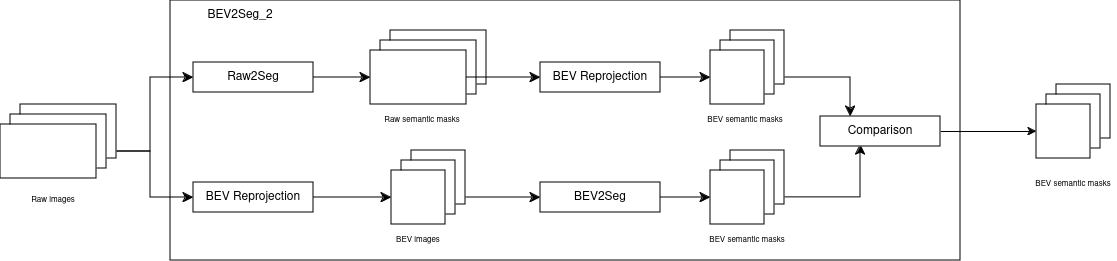 BEV2Seg_2
Raw2Seg
BEV Reprojection
Raw semantic masks
BEV semantic masks
Comparison
Raw images
BEV Reprojection
BEV2Seg
BEV images
BEV semantic masks
BEV semantic masks